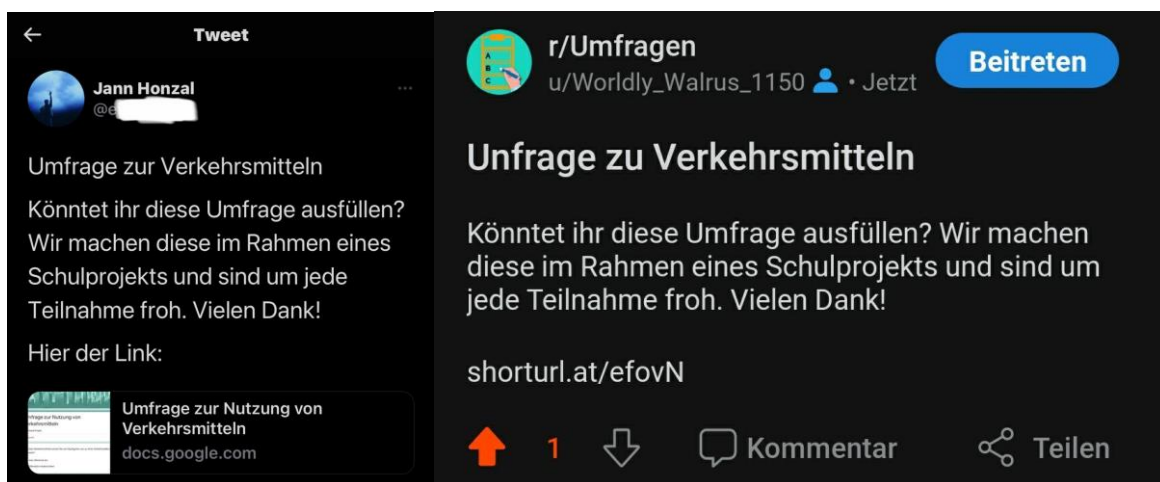 Tweet
Jann Honzal
@e
Umfrage zur Verkehrsmitteln
Könntet ihr diese Umfrage ausfüllen?
Wir machen diese im Rahmen eines
Schulprojekts und sind um jede
Teilnahme froh. Vielen Dank!
Hier der Link:
Umfrage zur Nutzung von
Verkehrsmitteln
docs.google.com
r/Umfragen
u/Worldly_Walrus_1150 • Jetzt
Beitreten
Unfrage zu Verkehrsmitteln
Könntet ihr diese Umfrage ausfüllen? Wir machen
diese im Rahmen eines Schulprojekts und sind um
jede Teilnahme froh. Vielen Dank!
shorturl.at/efovN
1
Kommentar
Teilen